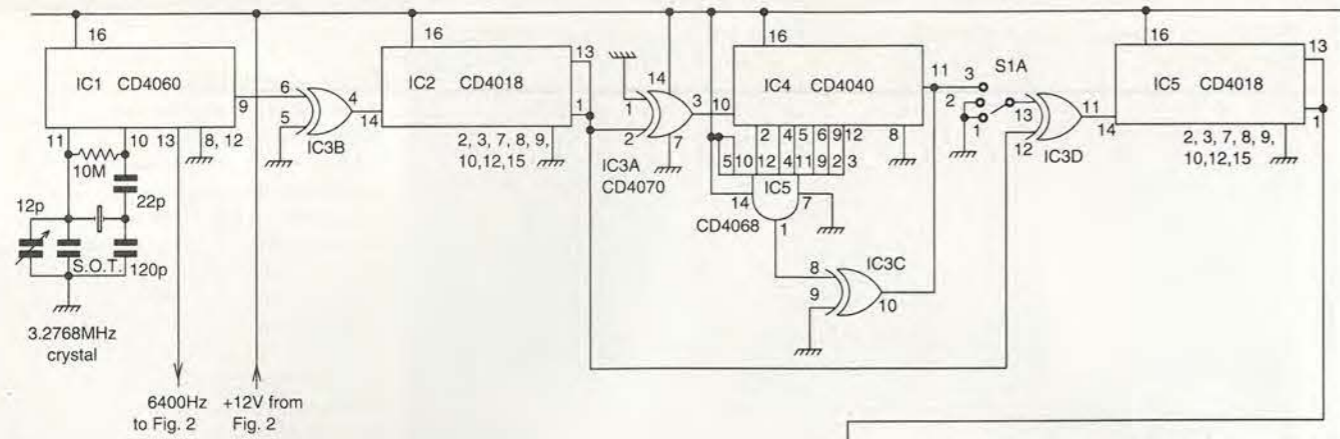 16
IC1 CD4060
9
11
10
13
8, 12
10M
12p
22p
S.O.T.
120p
3.2768MHz
crystal
6400Hz
to Fig. 2
+12V from
Fig. 2
6
5
4
IC3B
14
16
IC2 CD4018
13
1
2, 3, 7, 8, 9,
10,12,15
14
1
2
3
7
IC3A
CD4070
10
16
IC4 CD4040
11
2 4 5 6 9 12
8
5 10 12 4 11 9 2 3
IC5
14
7
CD4068
1
8
9
IC3C
10
3
S1A
2
1
13
12
11
IC3D
14
16
IC5 CD4018
13
1
2, 3, 7, 8, 9,
10,12,15